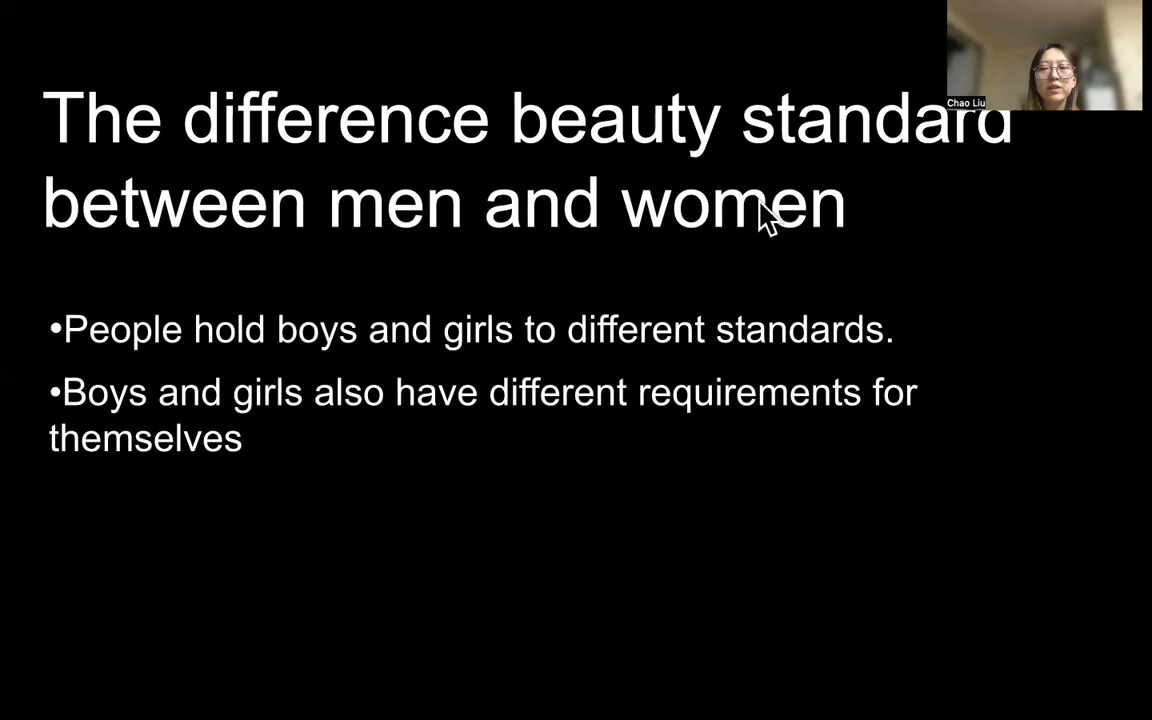 Chao Liu
The difference beauty standard
between men and women
•People hold boys and girls to different standards.
•Boys and girls also have different requirements for
themselves